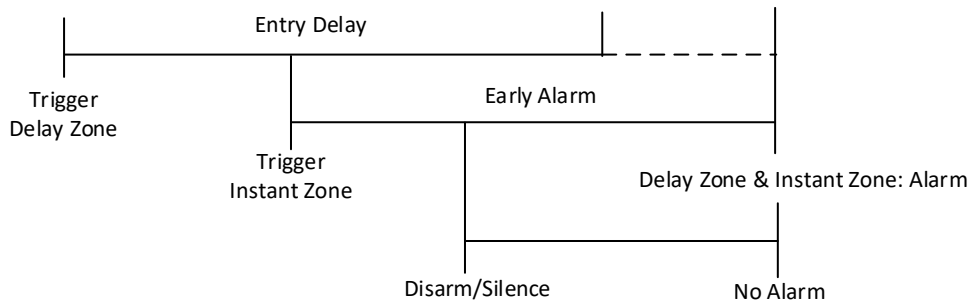 Entry Delay
Trigger
Delay Zone
Early Alarm
Trigger
Instant Zone
Delay Zone & Instant Zone: Alarm
Disarm/Silence
No Alarm